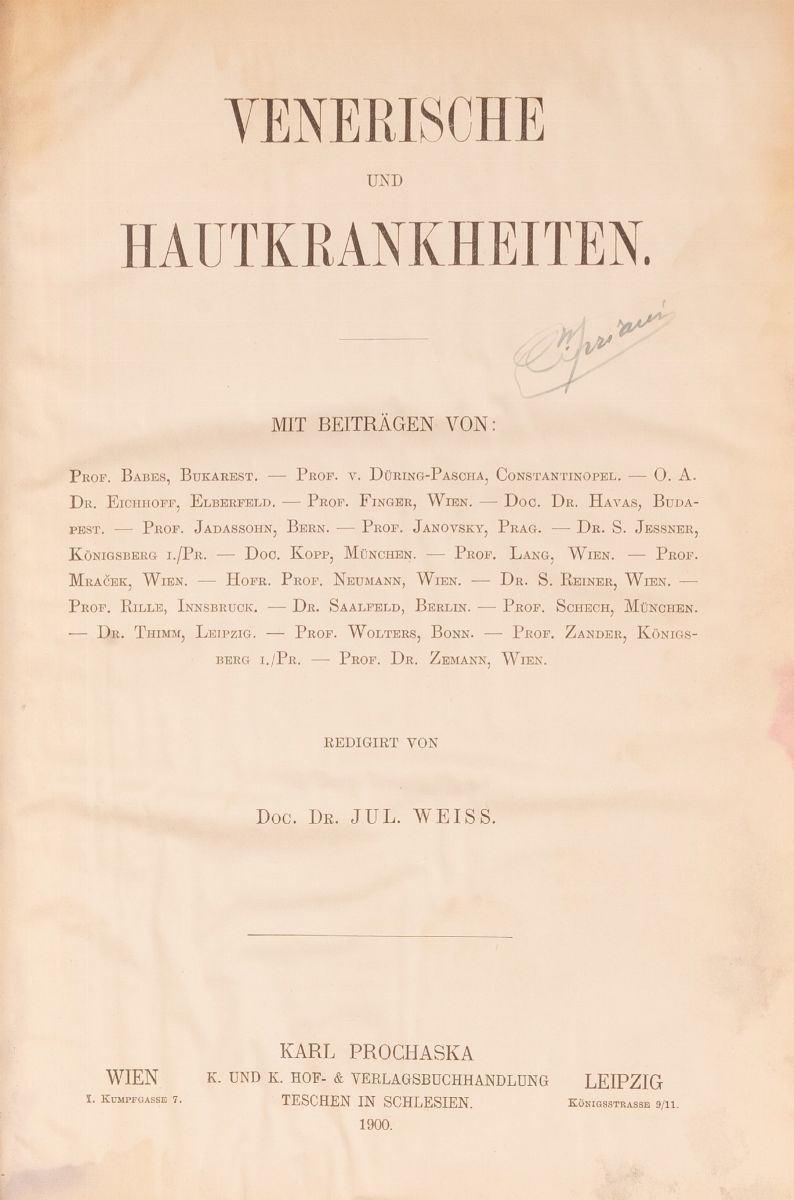 VENERISCHE
UND
HAUTKRANKHEITEN.
Cipriani
MIT BEITRÄGEN VON:
PROF. BABES, BUKAREST. — PROF. V. DÜRING-PASCHA, CONSTANTINOPEL. — O. A.
DR. EICHHOFF, ELBERFELD. — PROF. FINGER, WIEN. — DOC. DR. HAVAS, BUDA-
PEST. — PROF. JADASSOHN, BERN. — PROF. JANOVSKY, PRAG. — DR. S. JESSNER,
KÖNIGSBERG I./PR. — DOC. KOPP, MÜNCHEN. — PROF. LANG, WIEN. — PROF.
MRAČEK, WIEN. — HOFR. PROF. NEUMANN, WIEN. — DR. S. REINER, WIEN. —
PROF. RILLE, INNSBRUCK. — DR. SAALFELD, BERLIN. — PROF. SCHECH, MÜNCHEN.
— DR. THIMM, LEIPZIG. — PROF. WOLTERS, BONN. — PROF. ZANDER, KÖNIGS-
BERG I./PR. — PROF. DR. ZEMANN, WIEN.
REDIGIRT VON
DOC. DR. JUL. WEISS.
KARL PROCHASKA
K. UND K. HOF- & VERLAGSBUCHHANDLUNG
TESCHEN IN SCHLESIEN.
1900.
WIEN
I. KUMPFGASSE 7.
LEIPZIG
KÖNIGSSTRASSE 9/11.